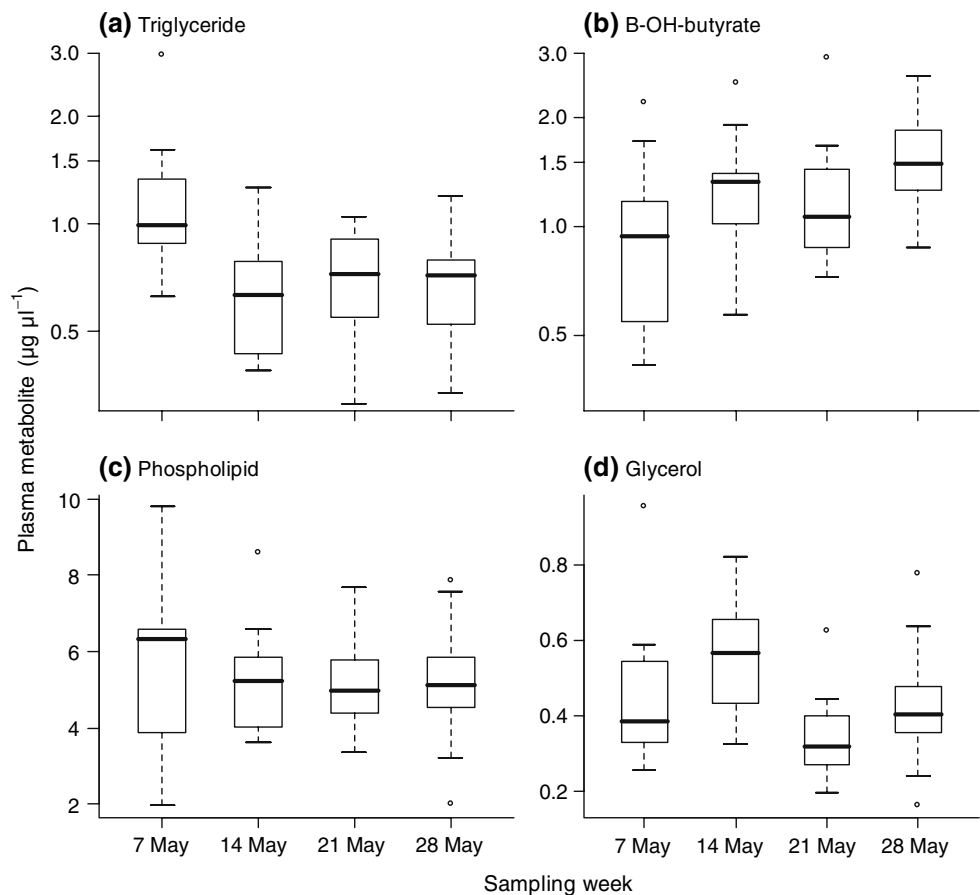 (a) Triglyceride
(b) B-OH-butyrate
3.0
2.0
1.5
1.0
0.5
3.0
2.0
1.5
1.0
0.5
Plasma metabolite (µg µl⁻¹)
(c) Phospholipid
(d) Glycerol
10
8
6
4
2
0.8
0.6
0.4
0.2
7 May 14 May 21 May 28 May
7 May 14 May 21 May 28 May
Sampling week